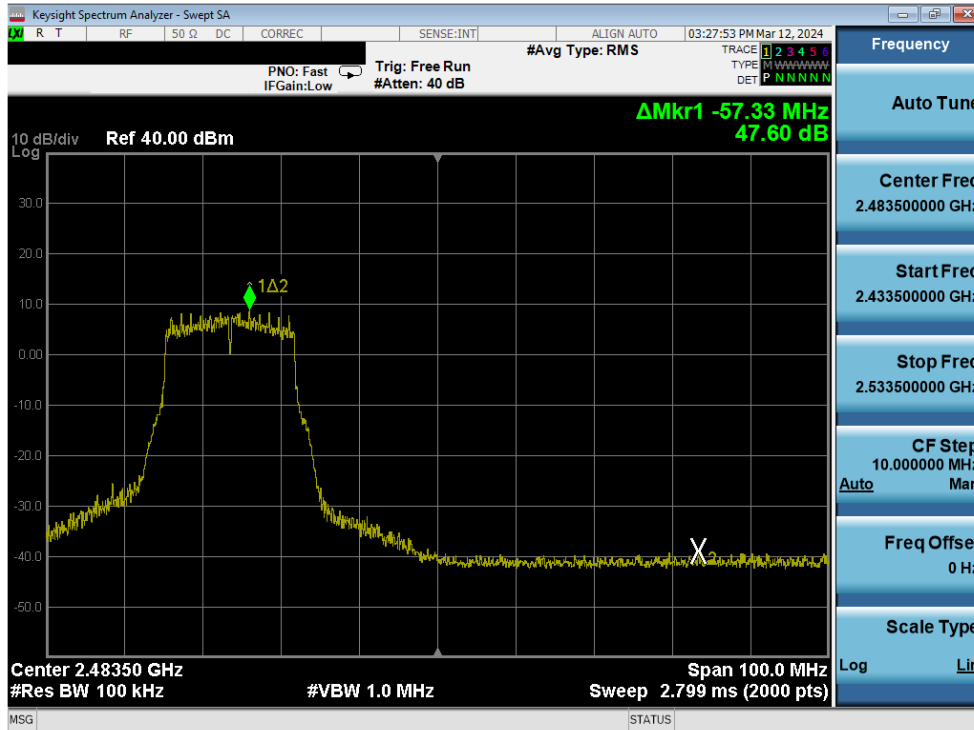 Keysight Spectrum Analyzer - Swept SA
LXI R T RF 50 Ω DC CORREC SENSE:INT ALIGN AUTO 03:27:53 PM Mar 12, 2024
#Avg Type: RMS
TRACE 1 2 3 4 5 6
TYPE M WWWWW
DET P N N N N N
PNO: Fast Trig: Free Run
IFGain:Low #Atten: 40 dB
ΔMkr1 -57.33 MHz
47.60 dB
10 dB/div Ref 40.00 dBm
Log
30.0
20.0
1Δ2
10.0
0.00
-10.0
-20.0
-30.0
-40.0
X2
-50.0
Center 2.48350 GHz Span 100.0 MHz
#Res BW 100 kHz #VBW 1.0 MHz Sweep 2.799 ms (2000 pts)
MSG STATUS
Frequency
Auto Tune
Center Freq
2.483500000 GHz
Start Freq
2.433500000 GHz
Stop Freq
2.533500000 GHz
CF Step
10.000000 MHz
Auto Man
Freq Offset
0 Hz
Scale Type
Log Lin